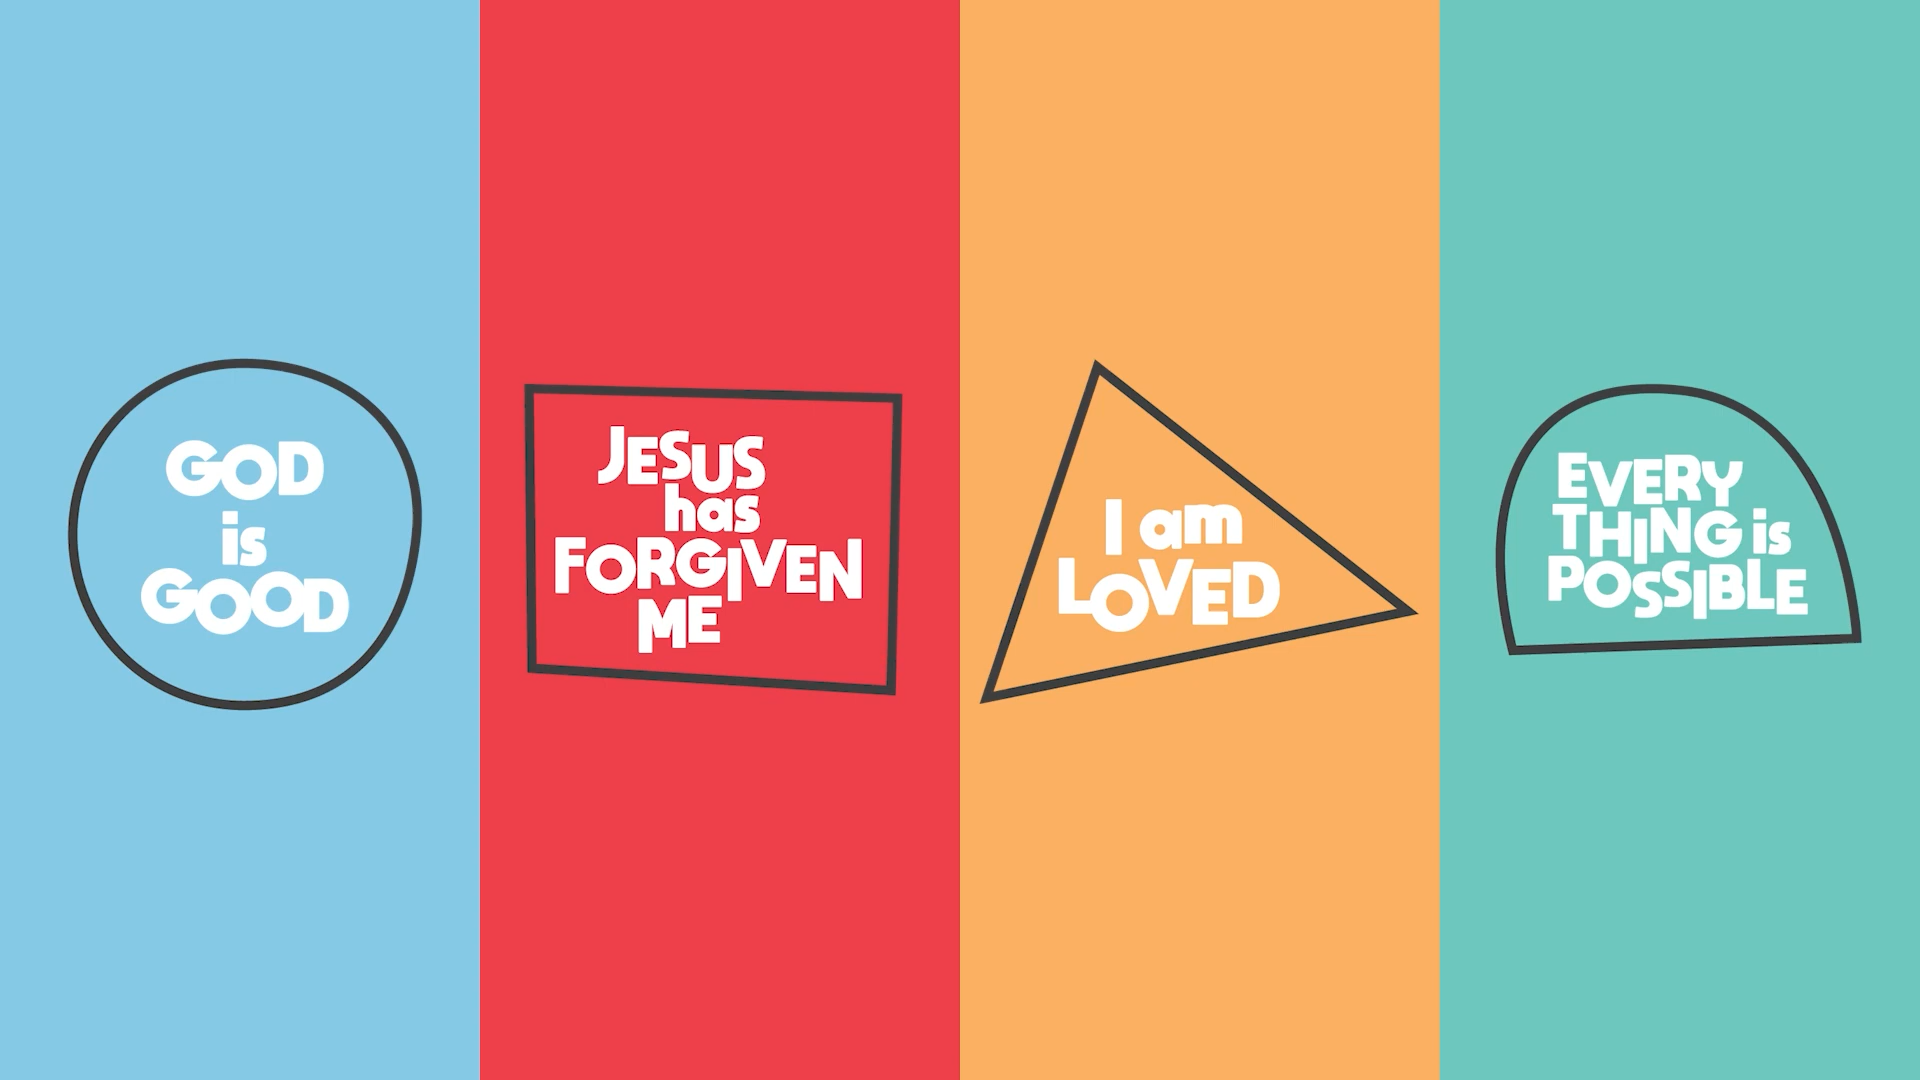 GOD
is
GOOD
JESUS
has
FORGIVEN
ME
I am
LOVED
EVERY
THING is
POSSIBLE